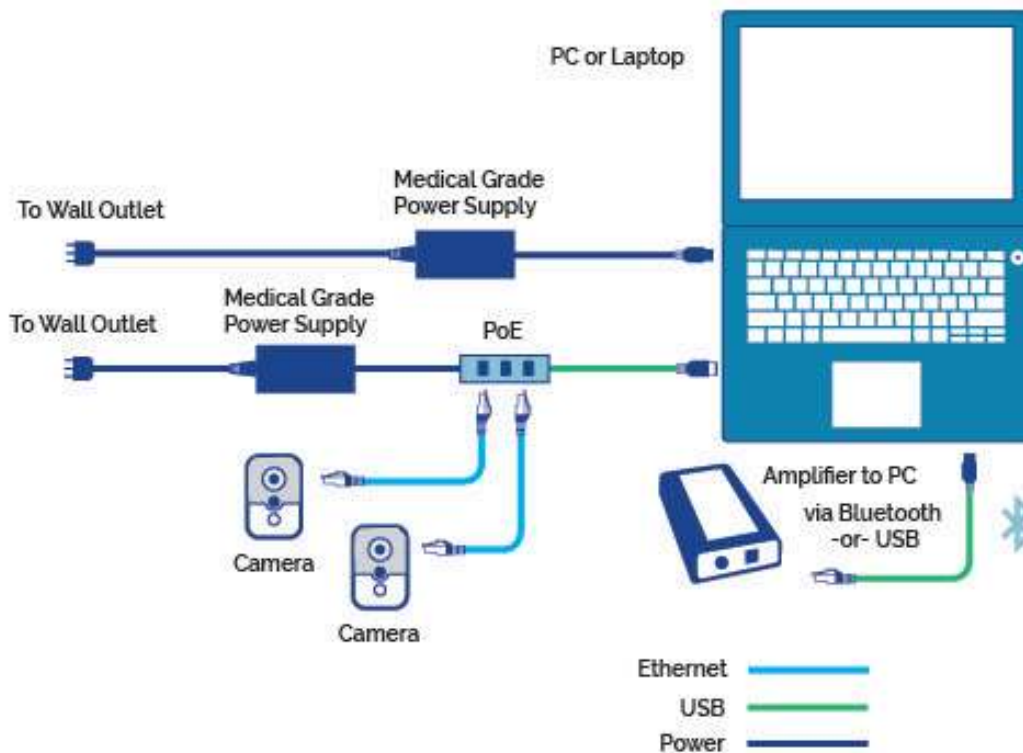 PC or Laptop
Medical Grade
Power Supply
To Wall Outlet
Medical Grade
Power Supply
To Wall Outlet
PoE
Amplifier to PC
via Bluetooth
-or- USB
Camera
Camera
Ethernet
USB
Power